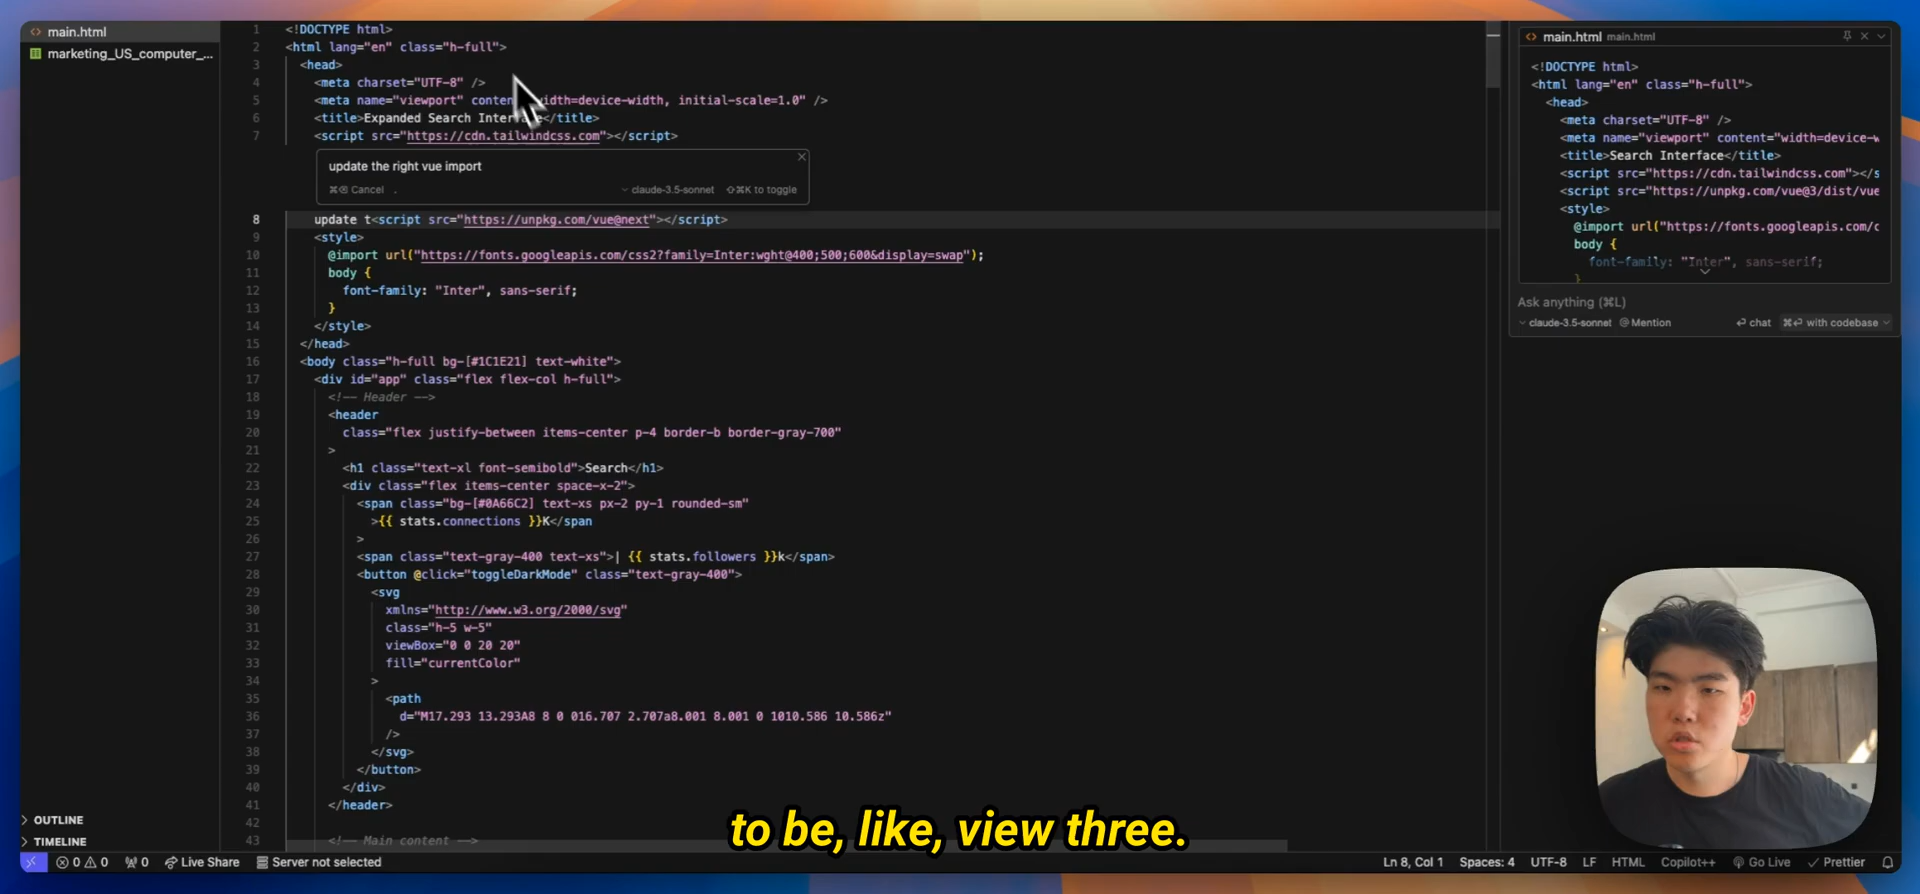 main.html
marketing_US_computer_...
OUTLINE
TIMELINE
1 <!DOCTYPE html>
2 <html lang="en" class="h-full">
3 <head>
4 <meta charset="UTF-8" />
5 <meta name="viewport" conten width=device-width, initial-scale=1.0" />
6 <title>Expanded Search Inter </title>
7 <script src="https://cdn.tailwindcss.com"></script>
update the right vue import
⌘⌫ Cancel .
claude-3.5-sonnet ⇧⌘K to toggle
8 update t<script src="https://unpkg.com/vue@next"></script>
9 <style>
10 @import url("https://fonts.googleapis.com/css2?family=Inter:wght@400;500;600&display=swap");
11 body {
12 font-family: "Inter", sans-serif;
13 }
14 </style>
15 </head>
16 <body class="h-full bg-[#1C1E21] text-white">
17 <div id="app" class="flex flex-col h-full">
18 <!-- Header -->
19 <header
20 class="flex justify-between items-center p-4 border-b border-gray-700"
21 >
22 <h1 class="text-xl font-semibold">Search</h1>
23 <div class="flex items-center space-x-2">
24 <span class="bg-[#0A66C2] text-xs px-2 py-1 rounded-sm"
25 >{{ stats.connections }}K</span
26 >
27 <span class="text-gray-400 text-xs">| {{ stats.followers }}k</span>
28 <button @click="toggleDarkMode" class="text-gray-400">
29 <svg
30 xmlns="http://www.w3.org/2000/svg"
31 class="h-5 w-5"
32 viewBox="0 0 20 20"
33 fill="currentColor"
34 >
35 <path
36 d="M17.293 13.293A8 8 0 016.707 2.707a8.001 8.001 0 1010.586 10.586z"
37 />
38 </svg>
39 </button>
40 </div>
41 </header>
42
43 <!-- Main content -->
main.html main.html
<!DOCTYPE html>
<html lang="en" class="h-full">
<head>
<meta charset="UTF-8" />
<meta name="viewport" content="width=device-w
<title>Search Interface</title>
<script src="https://cdn.tailwindcss.com"></s
<script src="https://unpkg.com/vue@3/dist/vue
<style>
@import url("https://fonts.googleapis.com/c
body {
font-family: "Inter", sans-serif;
}
Ask anything (⌘L)
claude-3.5-sonnet @ Mention
⏎ chat ⌘⏎ with codebase
to be, like, view three.
0 0 0 Live Share Server not selected
Ln 8, Col 1 Spaces: 4 UTF-8 LF HTML Copilot++ Go Live Prettier